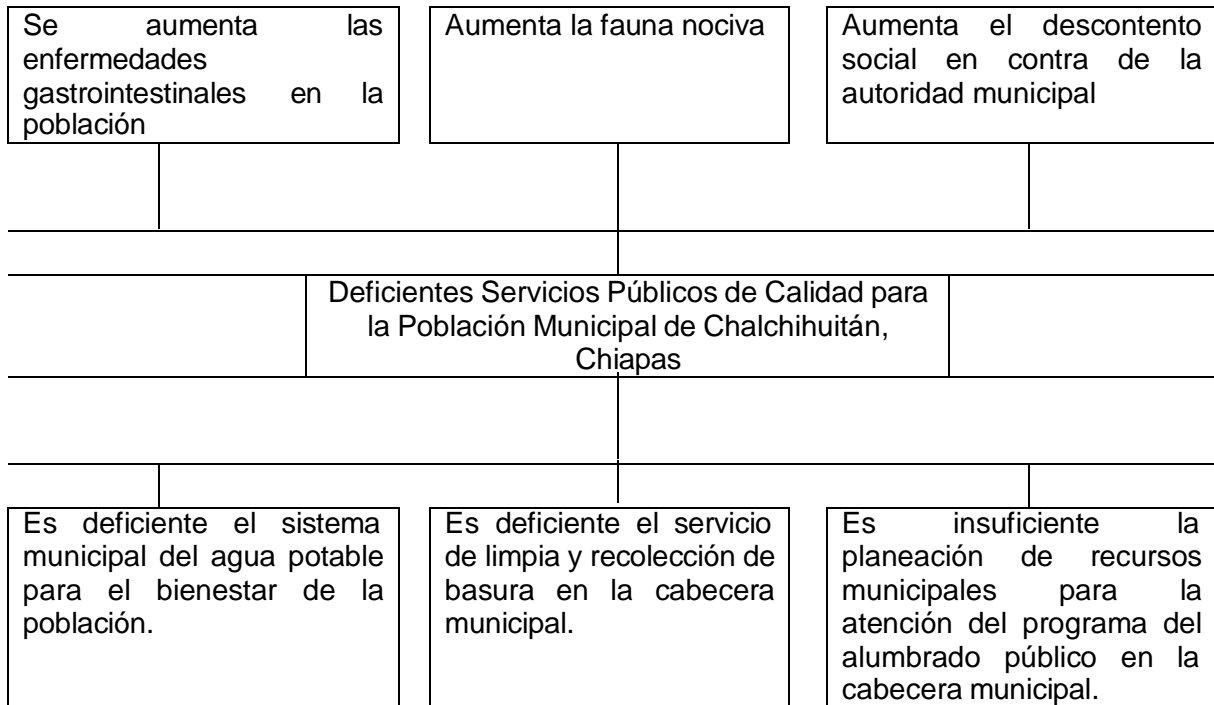 Se aumenta las
enfermedades
gastrointestinales en la
población
Aumenta la fauna nociva
Aumenta el descontento
social en contra de la
autoridad municipal
Deficientes Servicios Públicos de Calidad para
la Población Municipal de Chalchihuitán,
Chiapas
Es deficiente el sistema
municipal del agua potable
para el bienestar de la
población.
Es deficiente el servicio
de limpia y recolección de
basura en la cabecera
municipal.
Es insuficiente la
planeación de recursos
municipales para la
atención del programa del
alumbrado público en la
cabecera municipal.